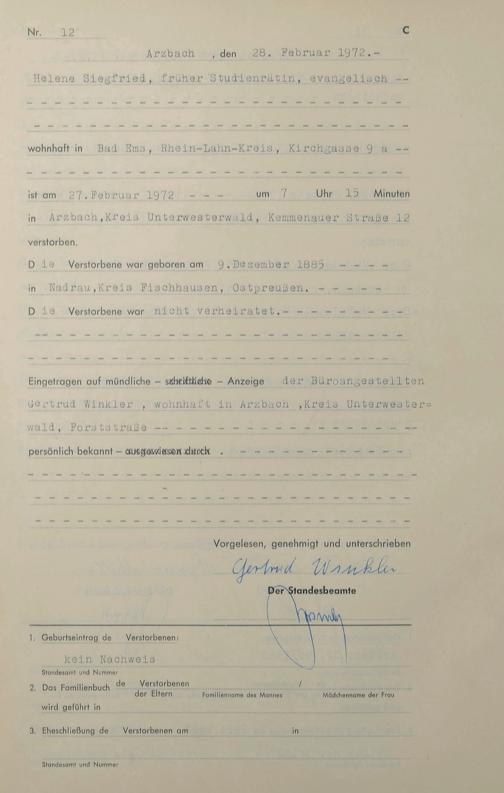 Nr. 12 C
Arzbach , den 28. Februar 1972.-
Helene Siegfried, früher Studienrätin, evangelisch --
wohnhaft in Bad Ems, Rhein-Lahn-Kreis, Kirchgasse 9 a --
ist am 27.Februar 1972 - - - um 7 Uhr 15 Minuten
in Arzbach,Kreis Unterwesterwald, Kemmenauer Straße 12
verstorben.
D ie Verstorbene war geboren am 9.Dezember 1885 - - - -
in Nadrau,Kreis Fischhausen, Ostpreußen. - - - - -
D ie Verstorbene war nicht verheiratet.- - - - - - -
Eingetragen auf mündliche – schriftliche – Anzeige der Büroangestellten
Gertrud Winkler , wohnhaft in Arzbach ,Kreis Unterwester=
wald, Forststraße -- - - - - - - - - - - - - --
persönlich bekannt – ausgewiesen durch . - - - - - - - -
Vorgelesen, genehmigt und unterschrieben
Gertrud Winkler
Der Standesbeamte
1. Geburtseintrag de Verstorbenen:
kein Nachweis
Standesamt und Nummer
2. Das Familienbuch de Verstorbenen /
der Eltern Familienname des Mannes Mädchenname der Frau
wird geführt in
3. Eheschließung de Verstorbenen am in
Standesamt und Nummer